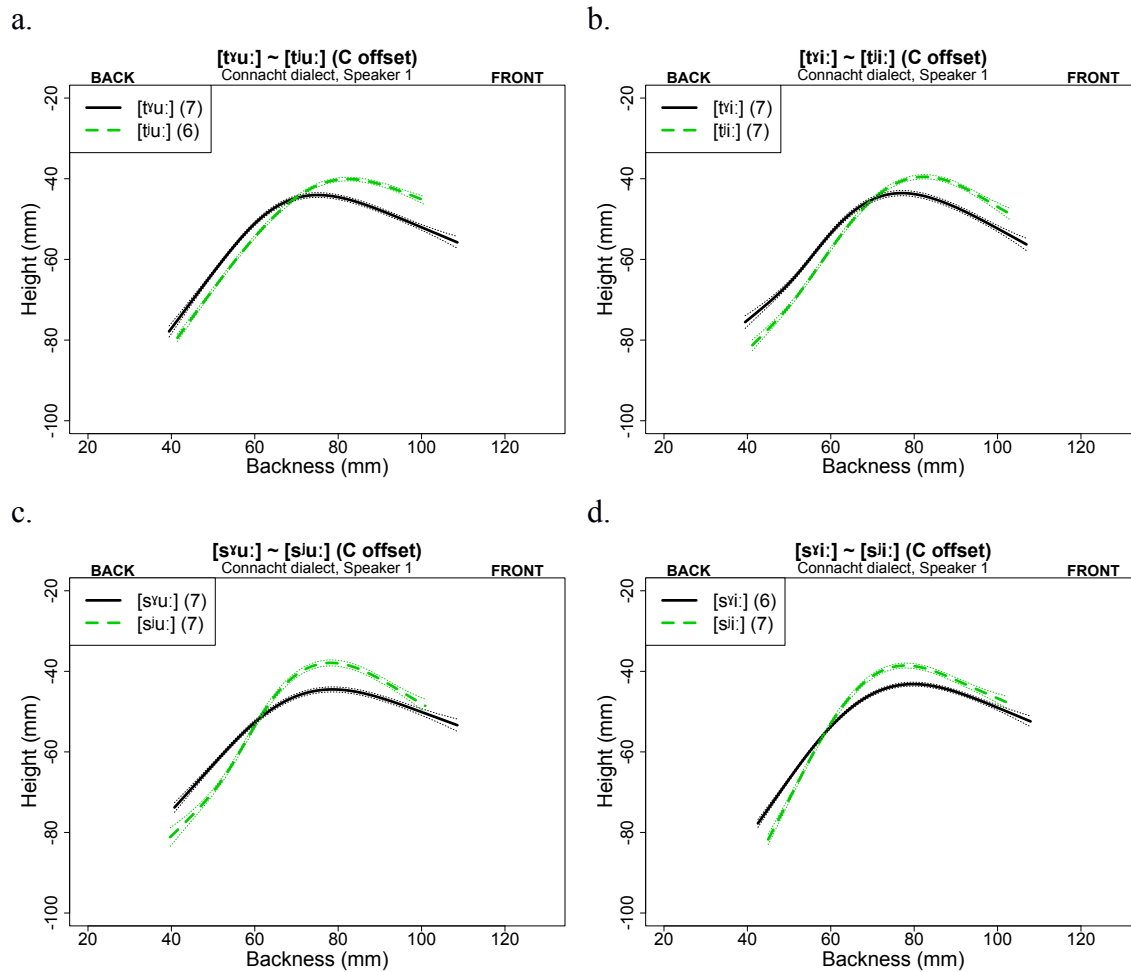 a.
[tˠuː] ~ [tʲuː] (C offset)
Connacht dialect, Speaker 1
BACK
FRONT
[tˠuː] (7)
[tʲuː] (6)
Height (mm)
-20
-40
-60
-80
-100
20 40 60 80 100 120
Backness (mm)
b.
[tˠiː] ~ [tʲiː] (C offset)
Connacht dialect, Speaker 1
BACK
FRONT
[tˠiː] (7)
[tʲiː] (7)
Height (mm)
-20
-40
-60
-80
-100
20 40 60 80 100 120
Backness (mm)
c.
[sˠuː] ~ [sʲuː] (C offset)
Connacht dialect, Speaker 1
BACK
FRONT
[sˠuː] (7)
[sʲuː] (7)
Height (mm)
-20
-40
-60
-80
-100
20 40 60 80 100 120
Backness (mm)
d.
[sˠiː] ~ [sʲiː] (C offset)
Connacht dialect, Speaker 1
BACK
FRONT
[sˠiː] (6)
[sʲiː] (7)
Height (mm)
-20
-40
-60
-80
-100
20 40 60 80 100 120
Backness (mm)